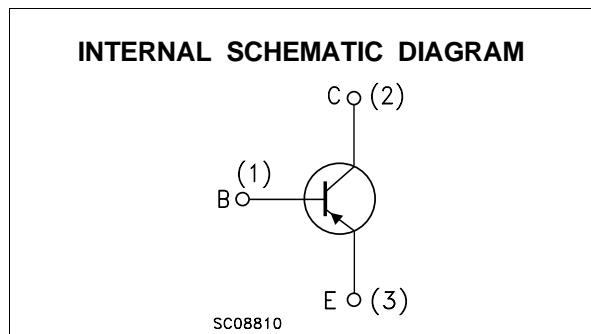 INTERNAL SCHEMATIC DIAGRAM
C (2)
(1)
B
E (3)
SC08810